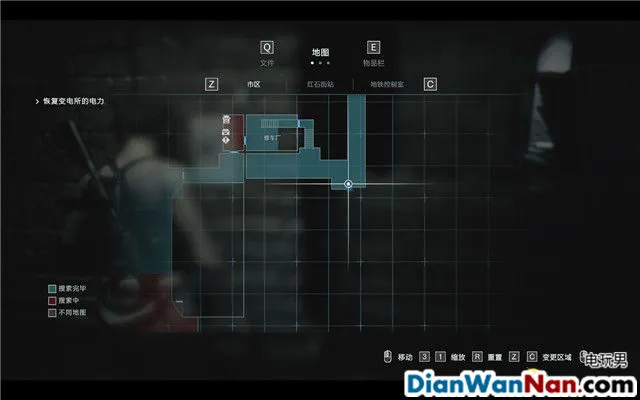 Q 地图 E
文件 物品栏
Z 市区 红石街站 地铁控制室 C
恢复变电所的电力
修车厂
搜索完毕
搜索中
不同地图
移动 3 1 缩放 R 重置 Z C 变更区域
电玩男
DianWanNan.com